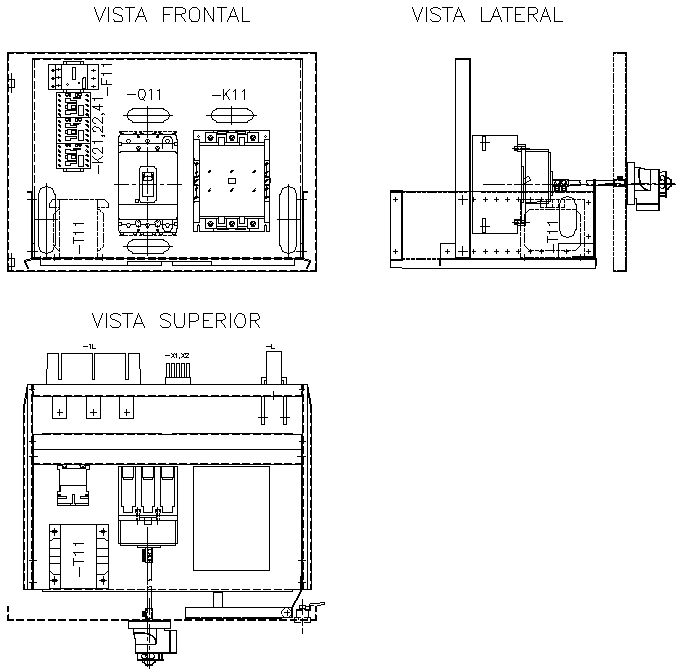 VISTA FRONTAL
VISTA LATERAL
-F11
-Q11
-K11
-K21,22,41
-T11
-T11
VISTA SUPERIOR
-1L
-X1,X2
-L
-T11